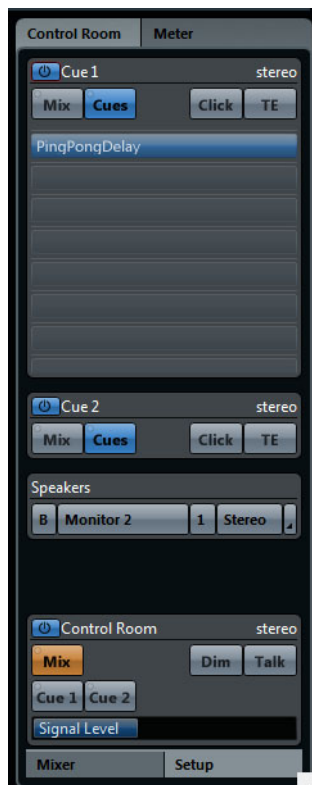 Control Room Meter
Cue 1 stereo
Mix Cues Click TE
PingPongDelay
Cue 2 stereo
Mix Cues Click TE
Speakers
B Monitor 2 1 Stereo
Control Room stereo
Mix Dim Talk
Cue 1 Cue 2
Signal Level
Mixer Setup